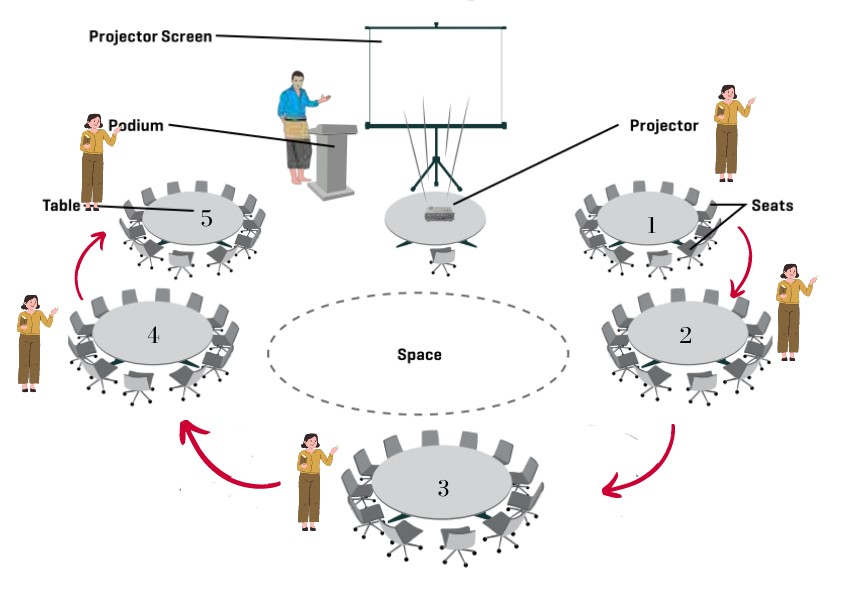 Projector Screen
Podium
Projector
Table
5
1
Seats
4
Space
2
3